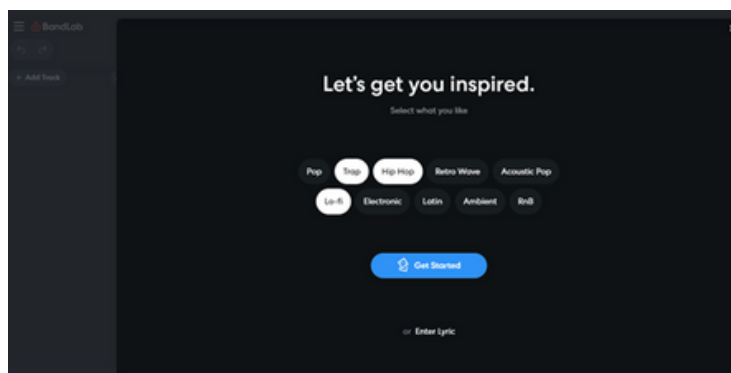 BandLab
+ Add Track
Let's get you inspired.
Select what you like
Pop Trap Hip Hop Retro Wave Acoustic Pop
Lo-fi Electronic Latin Ambient RnB
Get Started
or Enter Lyric